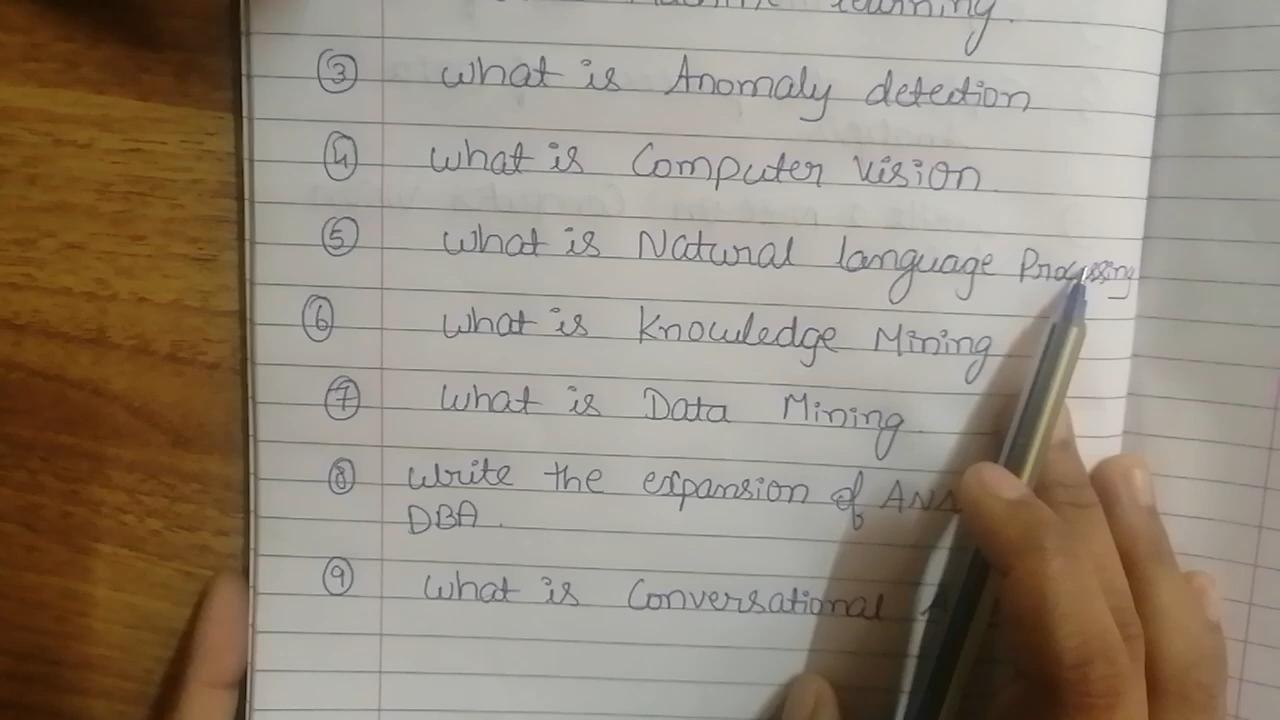 learning.
③ What is Anomaly detection
④ What is Computer Vision
⑤ What is Natural language Processing
⑥ What is Knowledge Mining
⑦ What is Data Mining
⑧ Write the expansion of
DBA.
⑨ What is Conversational